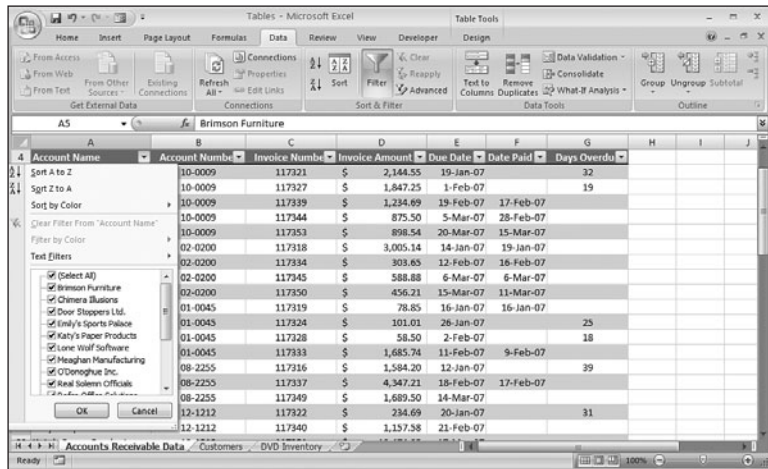 Tables - Microsoft Excel
Table Tools
Home Insert Page Layout Formulas Data Review View Developer Design
From Access
From Web
From Text
From Other Sources
Existing Connections
Get External Data
Refresh All
Connections
Properties
Edit Links
Connections
Sort
Filter
Clear
Reapply
Advanced
Sort & Filter
Text to Columns
Remove Duplicates
Data Validation
Consolidate
What-If Analysis
Data Tools
Group
Ungroup
Subtotal
Outline
A5 fx Brimson Furniture
A B C D E F G H I J
4 Account Name Account Numbe Invoice Numbe Invoice Amount Due Date Date Paid Days Overdu
Sort A to Z
Sort Z to A
Sort by Color
Clear Filter From "Account Name"
Filter by Color
Text Filters
(Select All)
Brimson Furniture
Chimera Illusions
Door Stoppers Ltd.
Emily's Sports Palace
Katy's Paper Products
Lone Wolf Software
Meaghan Manufacturing
O'Donoghue Inc.
Real Solemn Officials
OK Cancel
10-0009 117321 $ 2,144.55 19-Jan-07 32
10-0009 117327 $ 1,847.25 1-Feb-07 19
10-0009 117339 $ 1,234.69 19-Feb-07 17-Feb-07
10-0009 117344 $ 875.50 5-Mar-07 28-Feb-07
10-0009 117353 $ 898.54 20-Mar-07 15-Mar-07
02-0200 117318 $ 3,005.14 14-Jan-07 19-Jan-07
02-0200 117334 $ 303.65 12-Feb-07 16-Feb-07
02-0200 117345 $ 588.88 6-Mar-07 6-Mar-07
02-0200 117350 $ 456.21 15-Mar-07 11-Mar-07
01-0045 117319 $ 78.85 16-Jan-07 16-Jan-07
01-0045 117324 $ 101.01 26-Jan-07 25
01-0045 117328 $ 58.50 2-Feb-07 18
01-0045 117333 $ 1,685.74 11-Feb-07 9-Feb-07
08-2255 117316 $ 1,584.20 12-Jan-07 39
08-2255 117337 $ 4,347.21 18-Feb-07 17-Feb-07
08-2255 117349 $ 1,689.50 14-Mar-07
12-1212 117322 $ 234.69 20-Jan-07 31
12-1212 117340 $ 1,157.58 21-Feb-07
Accounts Receivable Data Customers DVD Inventory
Ready 100%